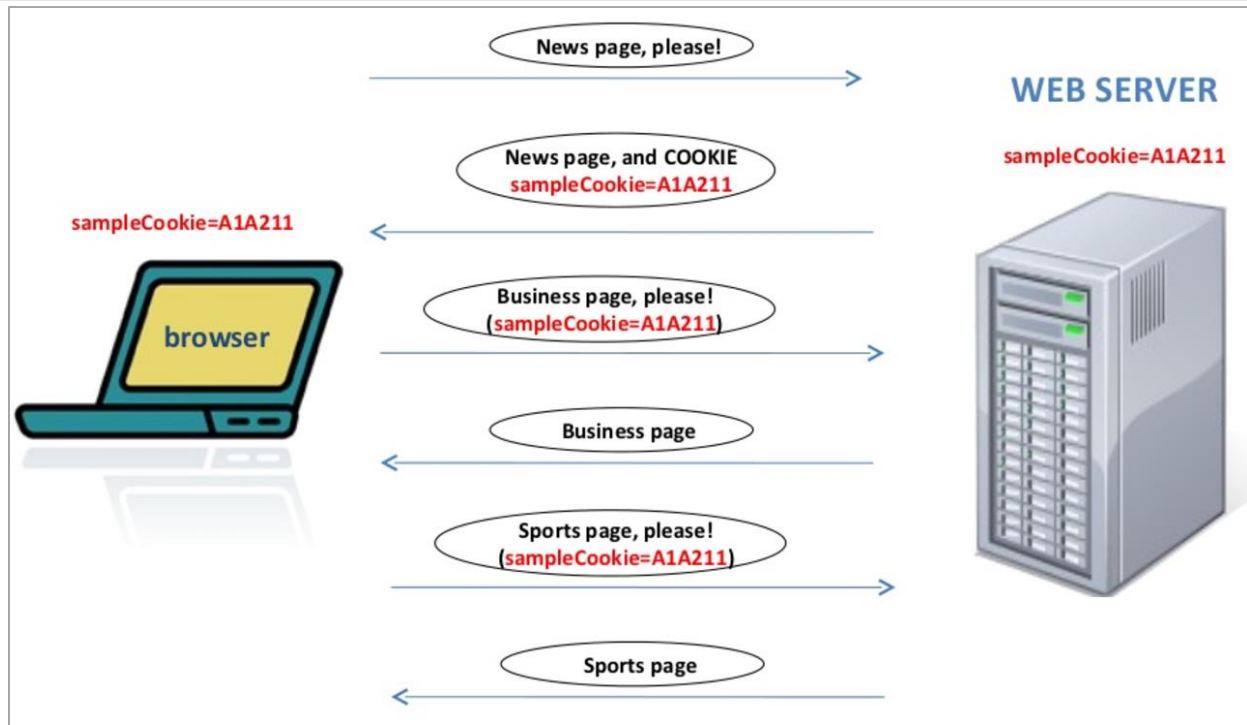 News page, please!
WEB SERVER
News page, and COOKIE
sampleCookie=A1A211
sampleCookie=A1A211
sampleCookie=A1A211
Business page, please!
(sampleCookie=A1A211)
browser
Business page
Sports page, please!
(sampleCookie=A1A211)
Sports page